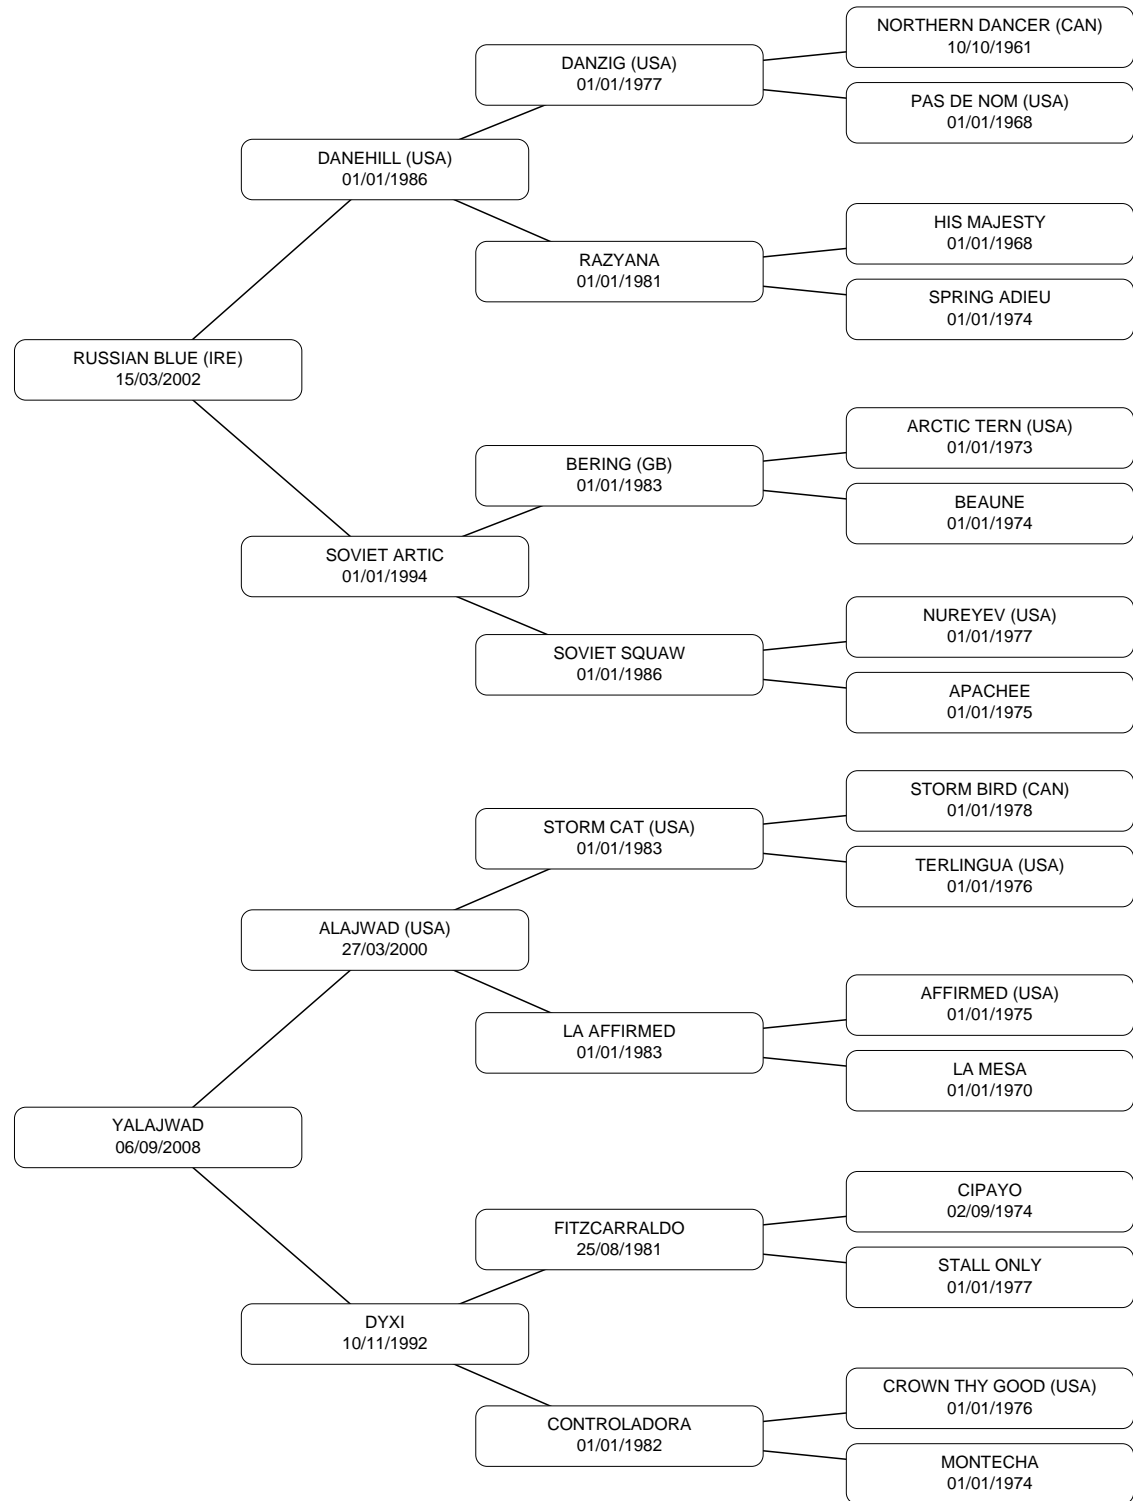 NORTHERN DANCER (CAN)
10/10/1961
DANZIG (USA)
01/01/1977
PAS DE NOM (USA)
01/01/1968
DANEHILL (USA)
01/01/1986
HIS MAJESTY
01/01/1968
RAZYANA
01/01/1981
SPRING ADIEU
01/01/1974
RUSSIAN BLUE (IRE)
15/03/2002
ARCTIC TERN (USA)
01/01/1973
BERING (GB)
01/01/1983
BEAUNE
01/01/1974
SOVIET ARTIC
01/01/1994
NUREYEV (USA)
01/01/1977
SOVIET SQUAW
01/01/1986
APACHEE
01/01/1975
STORM BIRD (CAN)
01/01/1978
STORM CAT (USA)
01/01/1983
TERLINGUA (USA)
01/01/1976
ALAJWAD (USA)
27/03/2000
AFFIRMED (USA)
01/01/1975
LA AFFIRMED
01/01/1983
LA MESA
01/01/1970
YALAJWAD
06/09/2008
CIPAYO
02/09/1974
FITZCARRALDO
25/08/1981
STALL ONLY
01/01/1977
DYXI
10/11/1992
CROWN THY GOOD (USA)
01/01/1976
CONTROLADORA
01/01/1982
MONTECHA
01/01/1974